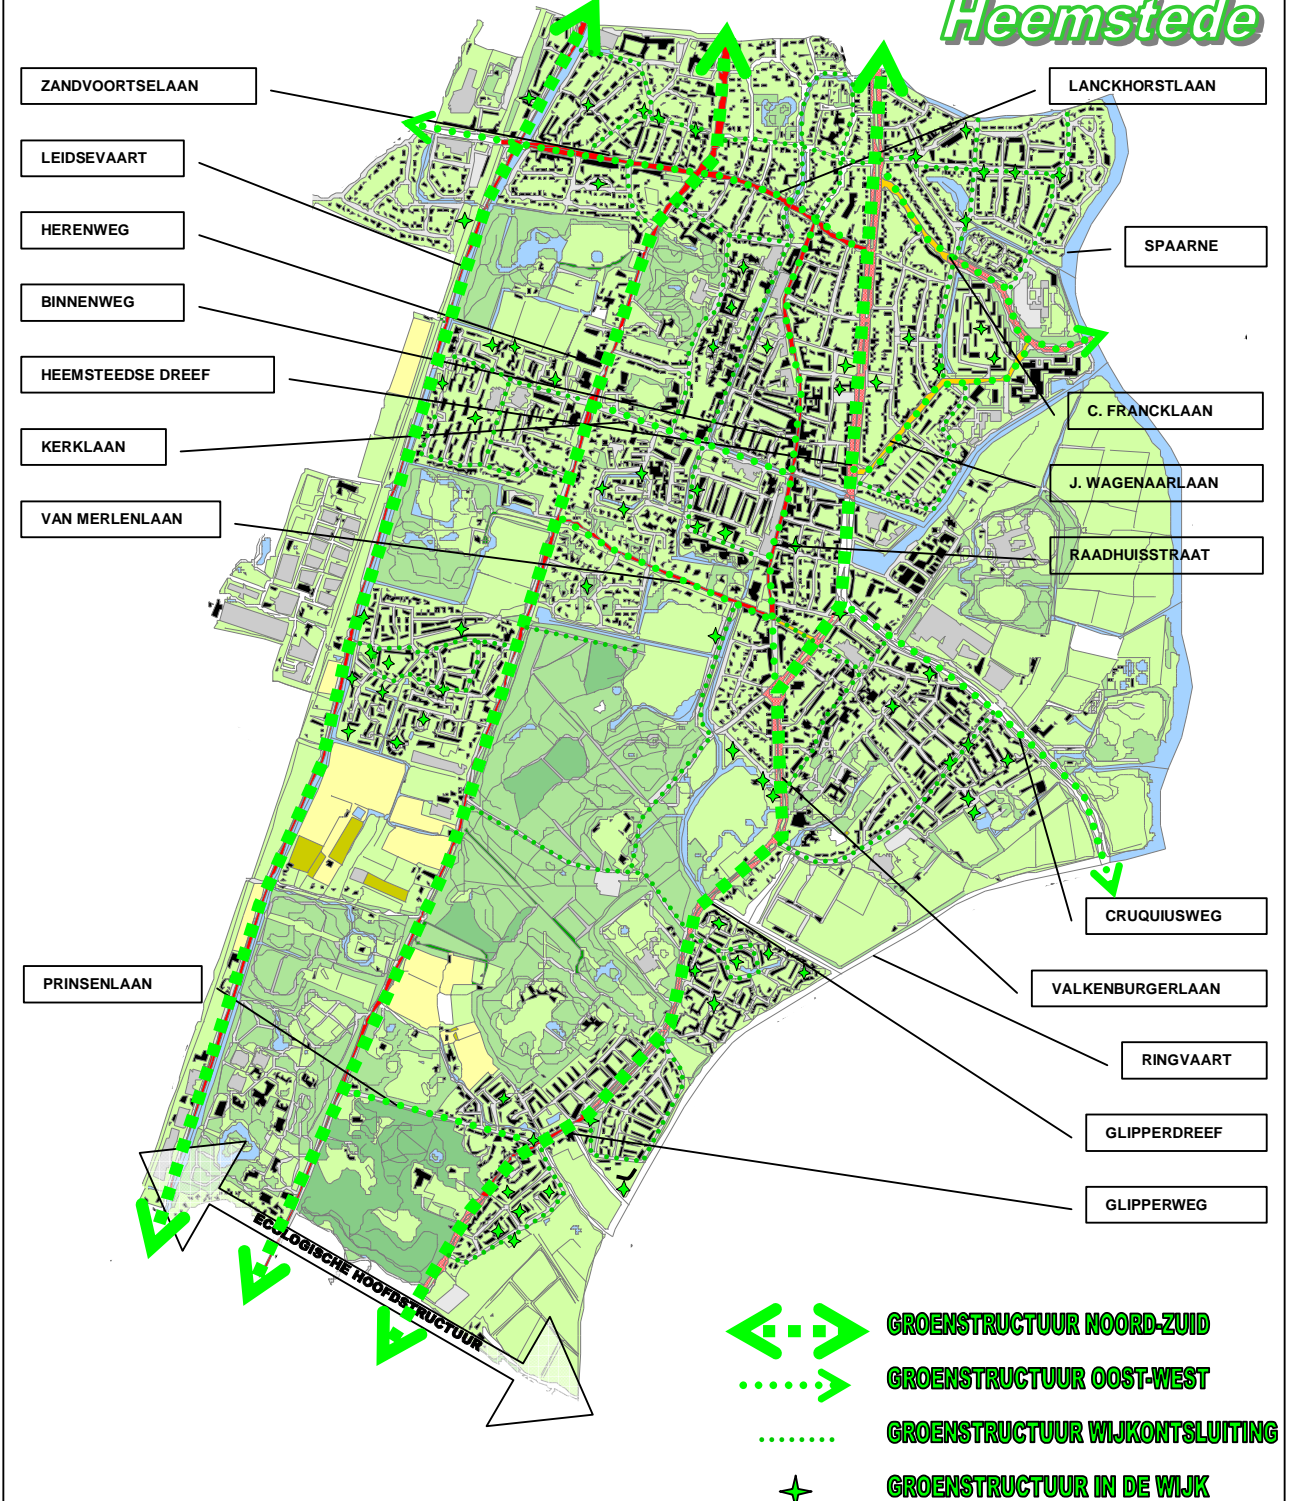 Heemstede
ZANDVOORTSELAAN
LANCKHORSTLAAN
LEIDSEVAART
HERENWEG
SPAARNE
BINNENWEG
HEEMSTEEDSE DREEF
C. FRANCKLAAN
KERKLAAN
J. WAGENAARLAAN
VAN MERLENLAAN
RAADHUISSTRAAT
CRUQUIUSWEG
PRINSENLAAN
VALKENBURGERLAAN
RINGVAART
GLIPPERDREEF
GLIPPERWEG
ECOLOGISCHE HOOFDSTRUCTUUR
GROENSTRUCTUUR NOORD-ZUID
GROENSTRUCTUUR OOST-WEST
GROENSTRUCTUUR WIJKONTSLUITING
GROENSTRUCTUUR IN DE WIJK